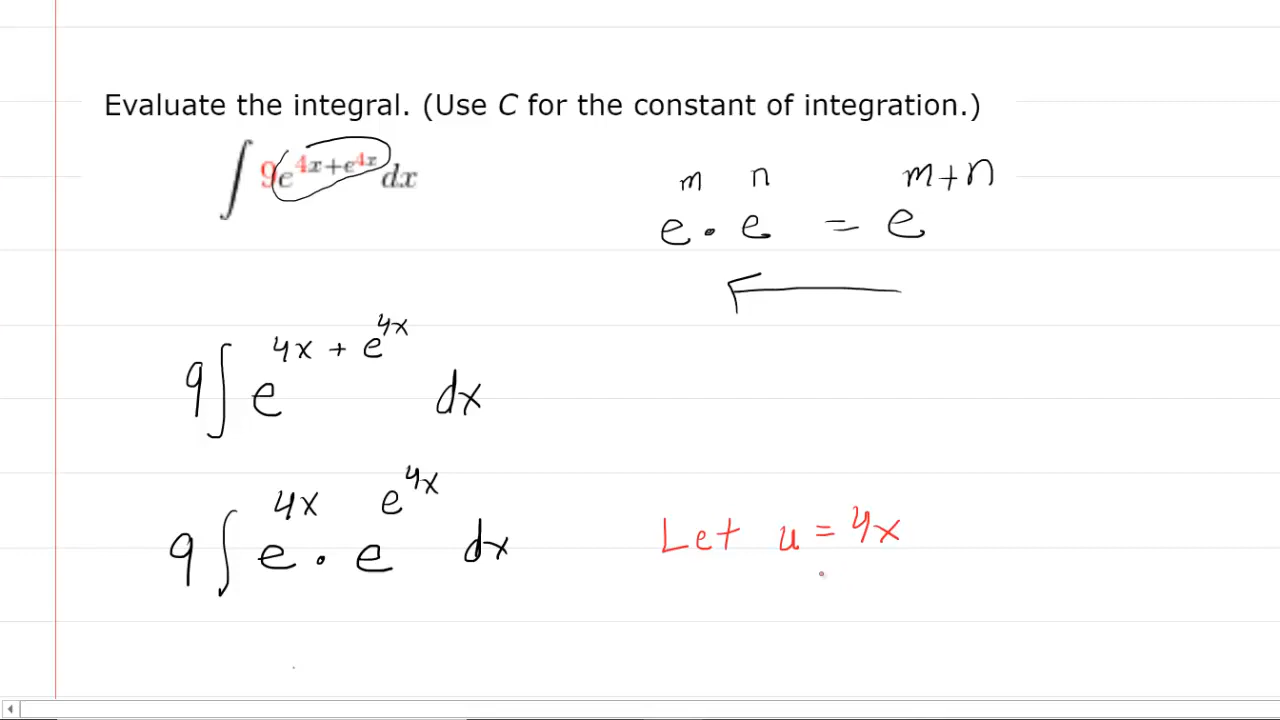 Evaluate the integral. (Use C for the constant of integration.)
∫ 9e^{4x+e^{4x}} dx
e^m · e^n = e^{m+n}
9∫ e^{4x + e^{4x}} dx
9∫ e^{4x} · e^{e^{4x}} dx
Let u = 4x